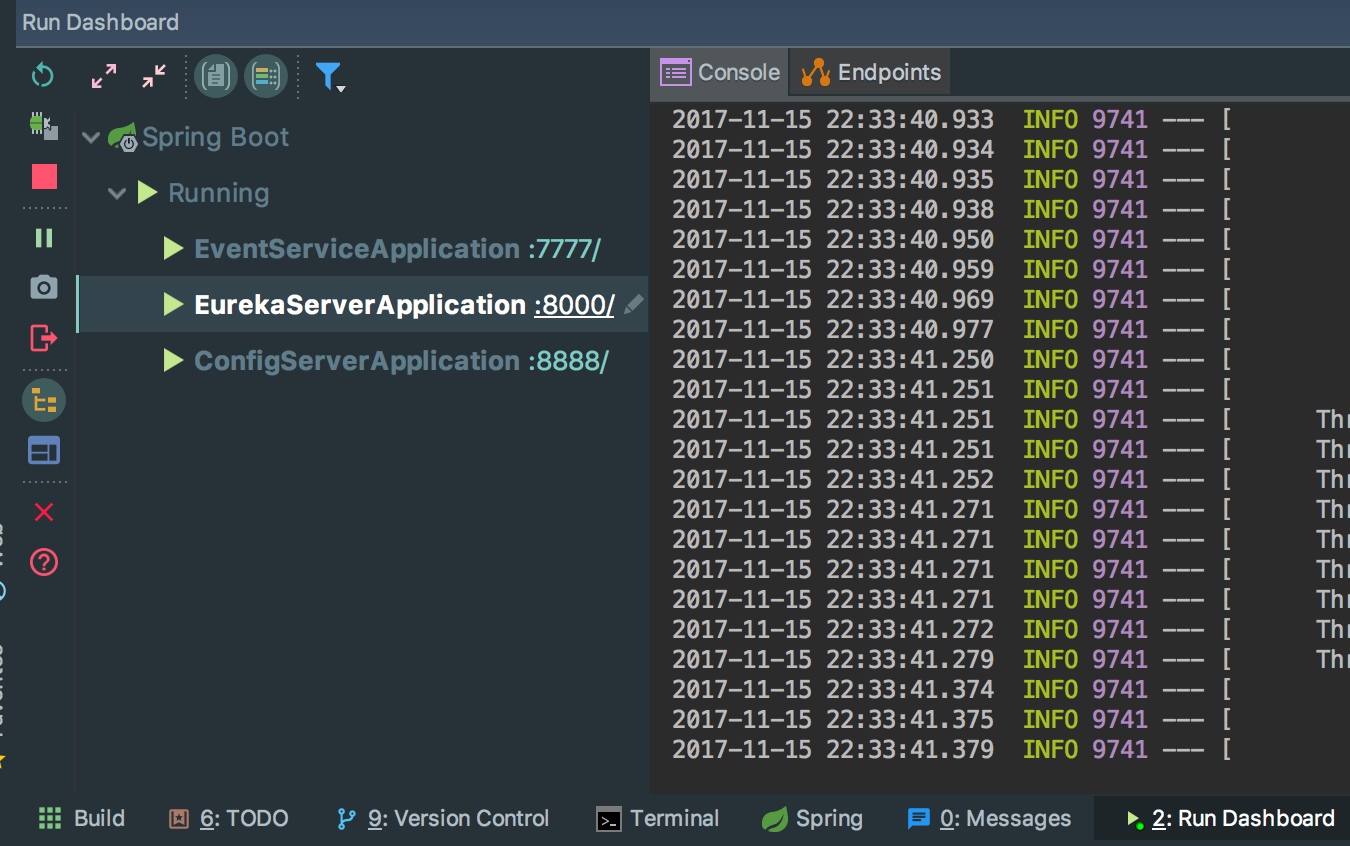 Run Dashboard
Console
Endpoints
Spring Boot
Running
EventServiceApplication :7777/
EurekaServerApplication :8000/
ConfigServerApplication :8888/
2017-11-15 22:33:40.933 INFO 9741 --- [
2017-11-15 22:33:40.934 INFO 9741 --- [
2017-11-15 22:33:40.935 INFO 9741 --- [
2017-11-15 22:33:40.938 INFO 9741 --- [
2017-11-15 22:33:40.950 INFO 9741 --- [
2017-11-15 22:33:40.959 INFO 9741 --- [
2017-11-15 22:33:40.969 INFO 9741 --- [
2017-11-15 22:33:40.977 INFO 9741 --- [
2017-11-15 22:33:41.250 INFO 9741 --- [
2017-11-15 22:33:41.251 INFO 9741 --- [
2017-11-15 22:33:41.251 INFO 9741 --- [ Thr
2017-11-15 22:33:41.251 INFO 9741 --- [ Thr
2017-11-15 22:33:41.252 INFO 9741 --- [ Thr
2017-11-15 22:33:41.271 INFO 9741 --- [ Thr
2017-11-15 22:33:41.271 INFO 9741 --- [ Thr
2017-11-15 22:33:41.271 INFO 9741 --- [ Thr
2017-11-15 22:33:41.271 INFO 9741 --- [ Thr
2017-11-15 22:33:41.272 INFO 9741 --- [ Thr
2017-11-15 22:33:41.279 INFO 9741 --- [ Thr
2017-11-15 22:33:41.374 INFO 9741 --- [
2017-11-15 22:33:41.375 INFO 9741 --- [
2017-11-15 22:33:41.379 INFO 9741 --- [
Build
6: TODO
9: Version Control
Terminal
Spring
0: Messages
2: Run Dashboard